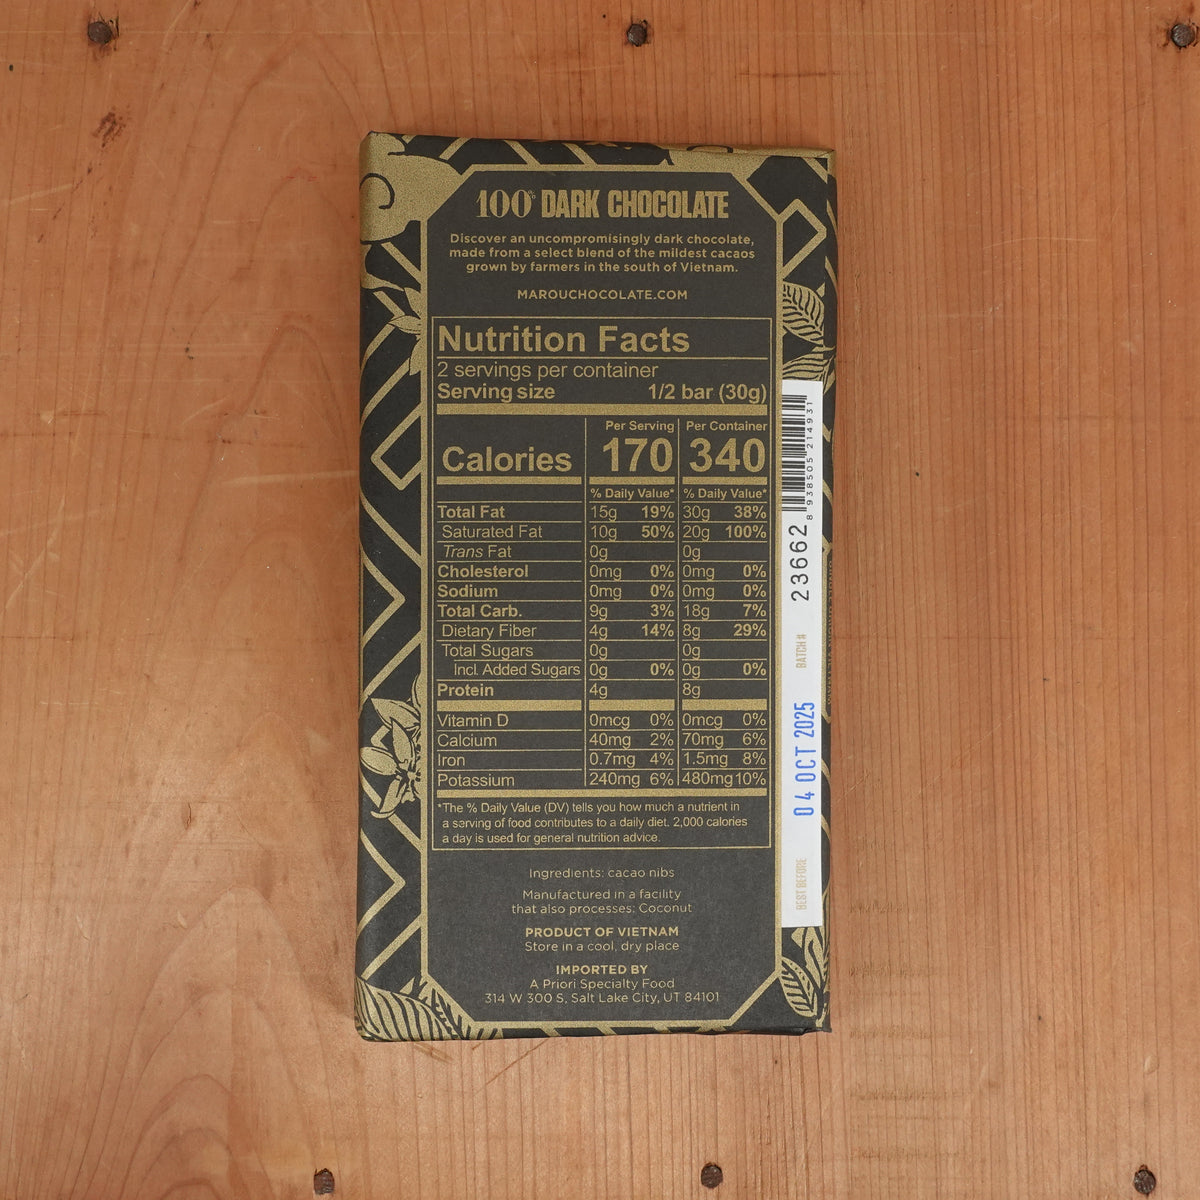 100% DARK CHOCOLATE
Discover an uncompromisingly dark chocolate,
made from a select blend of the mildest cacaos
grown by farmers in the south of Vietnam.
MAROUCHOCOLATE.COM
Nutrition Facts
2 servings per container
Serving size 1/2 bar (30g)
Per Serving Per Container
Calories 170 340
% Daily Value* % Daily Value*
Total Fat 15g 19% 30g 38%
Saturated Fat 10g 50% 20g 100%
Trans Fat 0g 0g
Cholesterol 0mg 0% 0mg 0%
Sodium 0mg 0% 0mg 0%
Total Carb. 9g 3% 18g 7%
Dietary Fiber 4g 14% 8g 29%
Total Sugars 0g 0g
Incl. Added Sugars 0g 0% 0g 0%
Protein 4g 8g
Vitamin D 0mcg 0% 0mcg 0%
Calcium 40mg 2% 70mg 6%
Iron 0.7mg 4% 1.5mg 8%
Potassium 240mg 6% 480mg 10%
*The % Daily Value (DV) tells you how much a nutrient in
a serving of food contributes to a daily diet. 2,000 calories
a day is used for general nutrition advice.
Ingredients: cacao nibs
Manufactured in a facility
that also processes: Coconut
PRODUCT OF VIETNAM
Store in a cool, dry place
IMPORTED BY
A Priori Specialty Food
314 W 300 S, Salt Lake City, UT 84101
8 938505 214931
BEST BEFORE 04 OCT 2025 BATCH# 23662